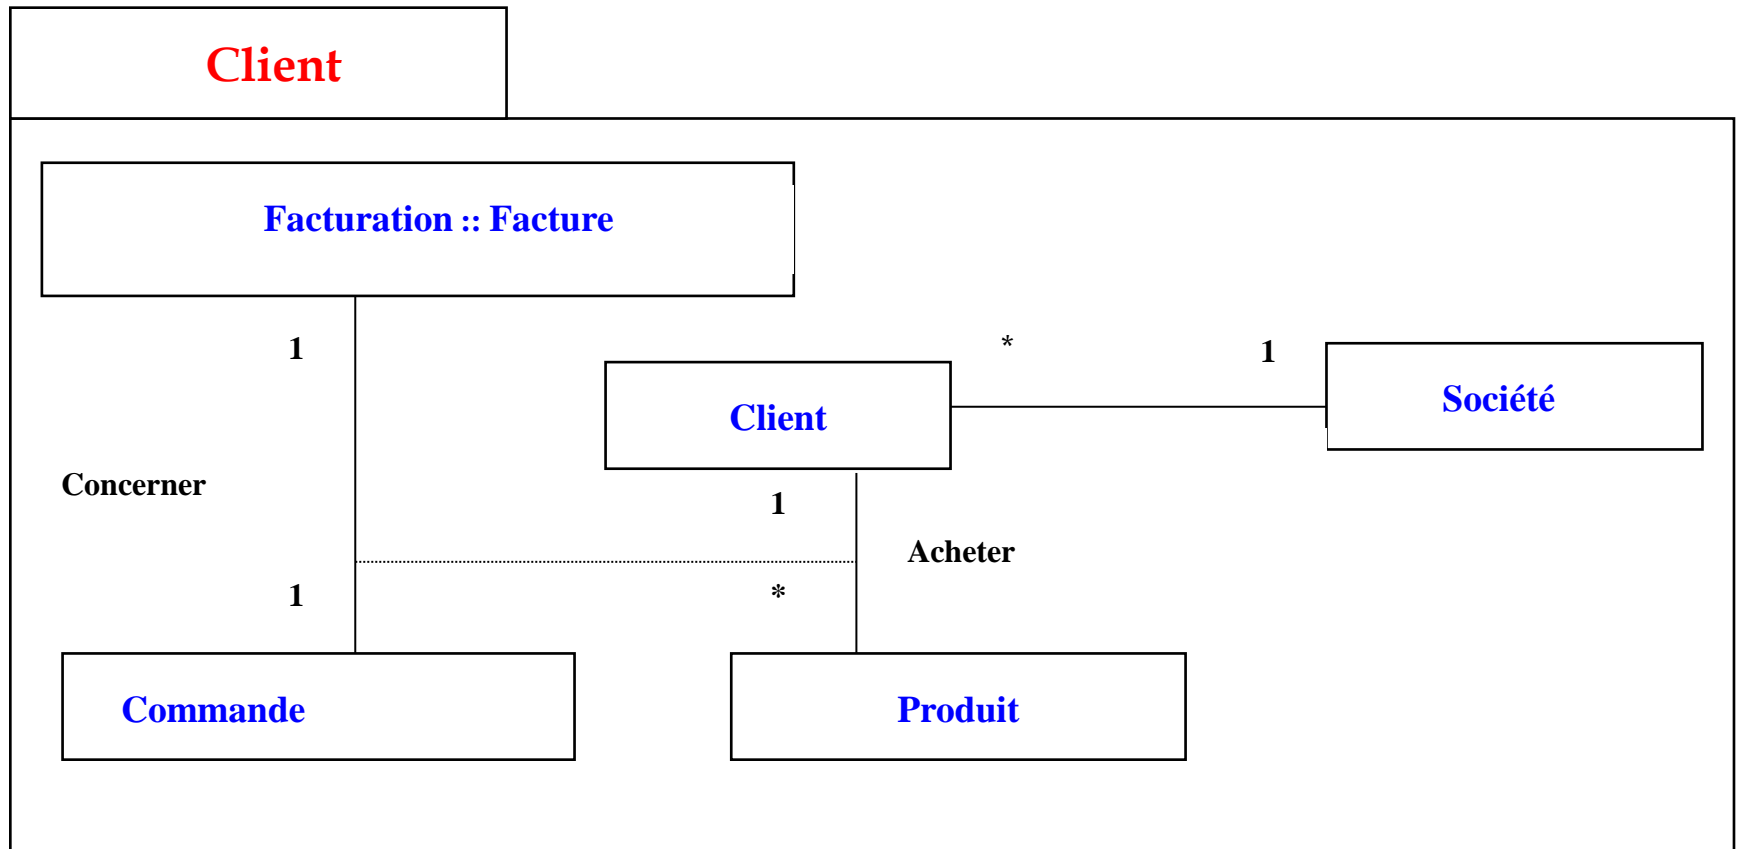 Client
Facturation :: Facture
1
*
1
Société
Client
Concerner
1
Acheter
1
*
Commande
Produit